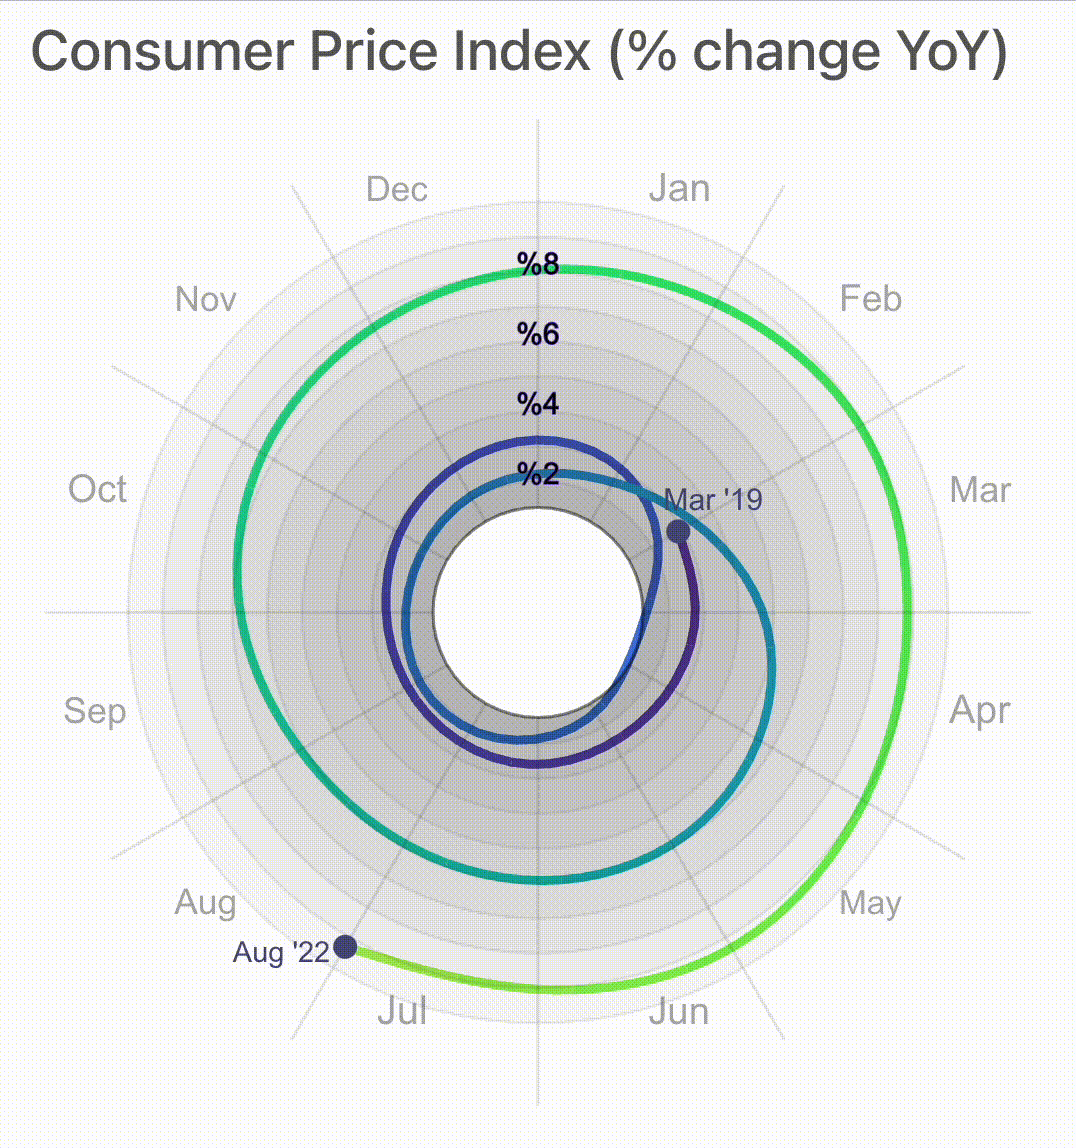 Consumer Price Index (% change YoY)
Dec
Jan
Nov
Feb
%8
%6
%4
%2
Oct
Mar
Mar '19
Sep
Apr
Aug
May
Aug '22
Jul
Jun